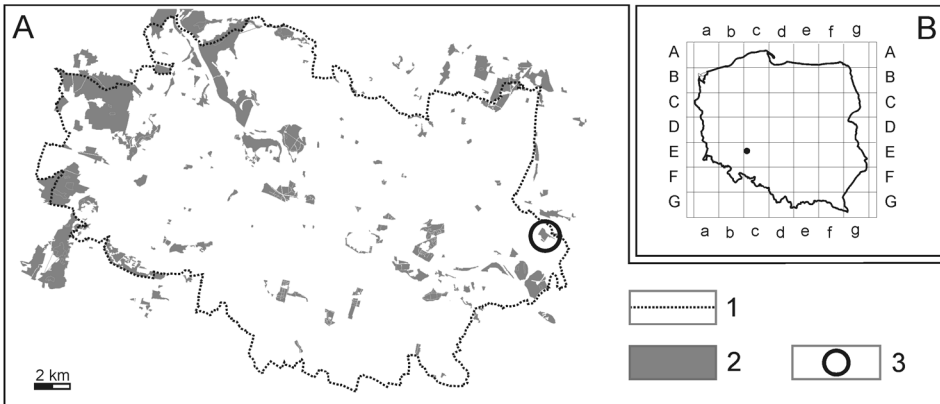 A
2 km
B
a b c d e f g
A A
B B
C C
D D
E E
F F
G G
a b c d e f g
1
2
3